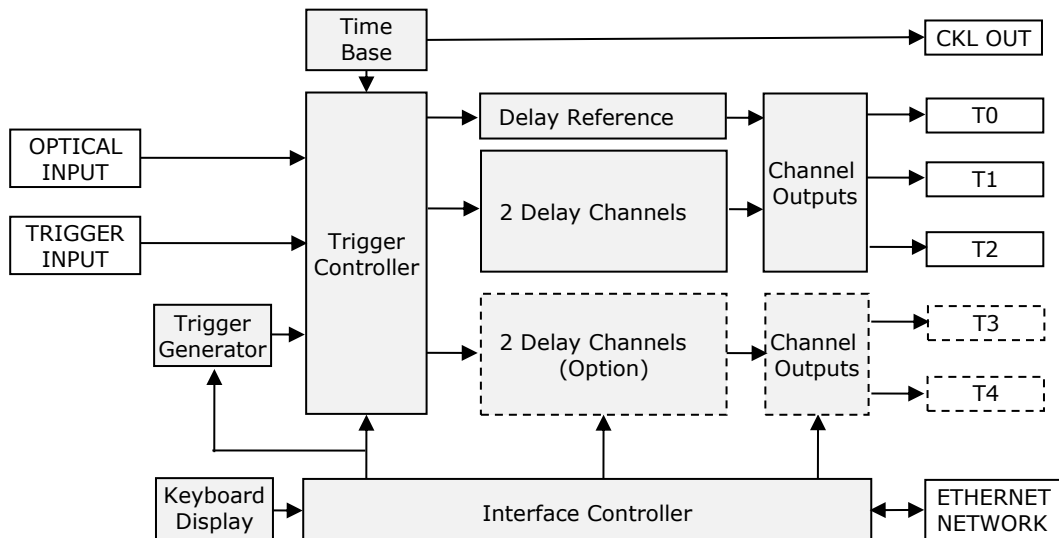 Time
Base
CKL OUT
OPTICAL
INPUT
TRIGGER
INPUT
Trigger
Controller
Delay Reference
2 Delay Channels
Channel
Outputs
T0
T1
T2
Trigger
Generator
2 Delay Channels
(Option)
Channel
Outputs
T3
T4
Keyboard
Display
Interface Controller
ETHERNET
NETWORK